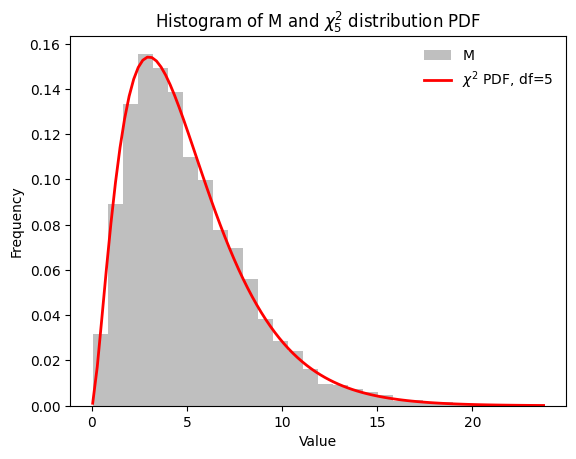 Histogram of M and χ²₅ distribution PDF
M
χ² PDF, df=5
Frequency
0.16
0.14
0.12
0.10
0.08
0.06
0.04
0.02
0.00
0 5 10 15 20
Value